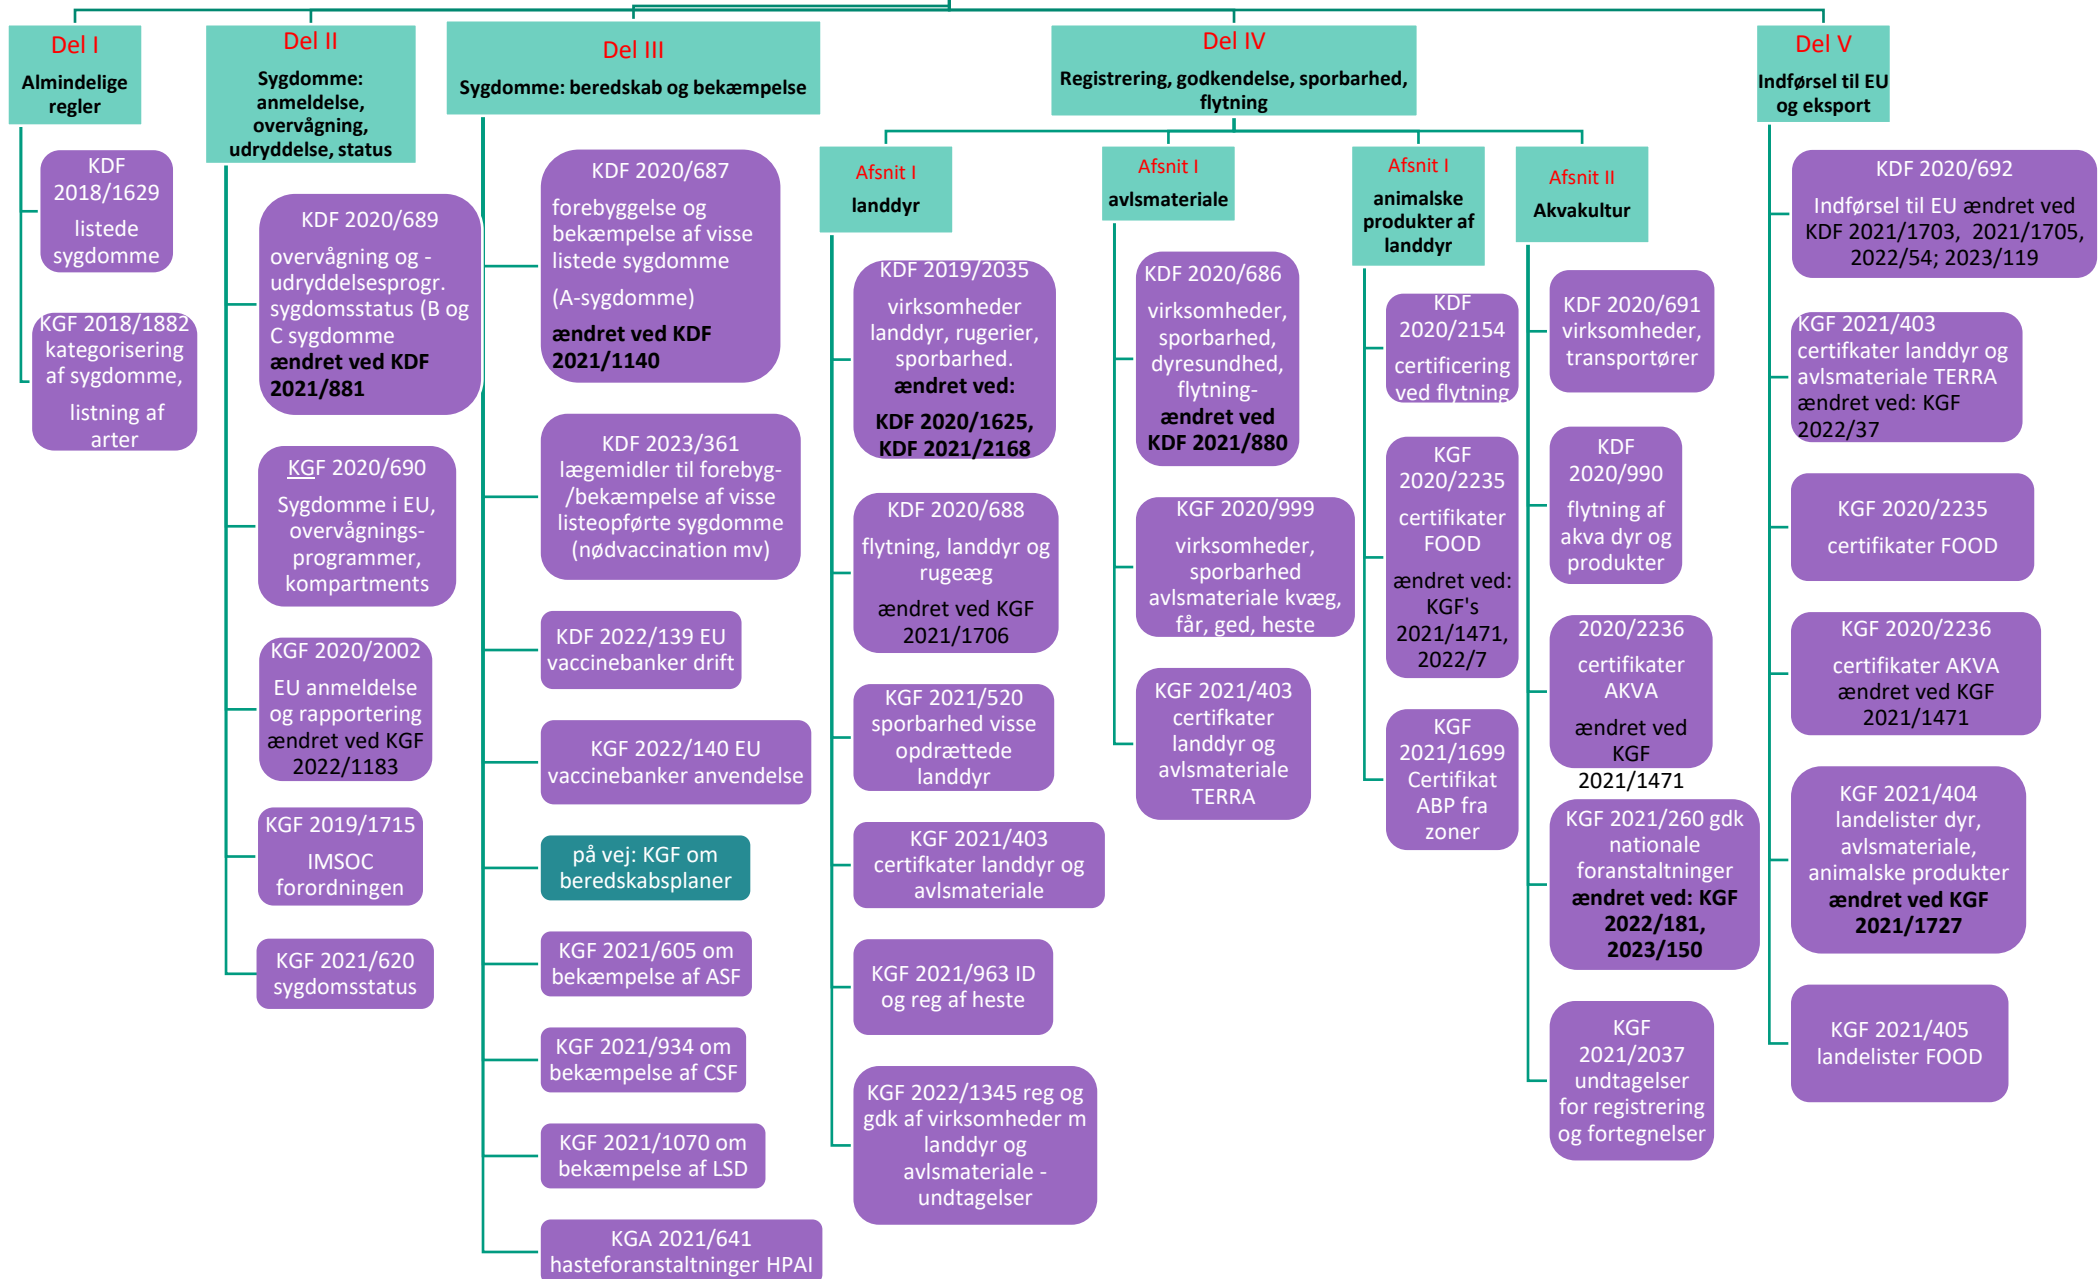 Del I
Almindelige
regler
KDF
2018/1629
listede
sygdomme
KGF 2018/1882
kategorisering
af sygdomme,
listning af
arter
Del II
Sygdomme:
anmeldelse,
overvågning,
udryddelse, status
KDF 2020/689
overvågning og -
udryddelsesprogr.
sygdomsstatus (B og
C sygdomme
ændret ved KDF
2021/881
KGF 2020/690
Sygdomme i EU,
overvågnings-
programmer,
kompartments
KGF 2020/2002
EU anmeldelse
og rapportering
ændret ved KGF
2022/1183
KGF 2019/1715
IMSOC
forordningen
KGF 2021/620
sygdomsstatus
Del III
Sygdomme: beredskab og bekæmpelse
KDF 2020/687
forebyggelse og
bekæmpelse af visse
listede sygdomme
(A-sygdomme)
ændret ved KDF
2021/1140
KDF 2023/361
lægemidler til forebyg-
/bekæmpelse af visse
listeopførte sygdomme
(nødvaccination mv)
KDF 2022/139 EU
vaccinebanker drift
KGF 2022/140 EU
vaccinebanker anvendelse
på vej: KGF om
beredskabsplaner
KGF 2021/605 om
bekæmpelse af ASF
KGF 2021/934 om
bekæmpelse af CSF
KGF 2021/1070 om
bekæmpelse af LSD
KGA 2021/641
hasteforanstaltninger HPAI
Del IV
Registrering, godkendelse, sporbarhed,
flytning
Afsnit I
landdyr
KDF 2019/2035
virksomheder
landdyr, rugerier,
sporbarhed.
ændret ved:
KDF 2020/1625,
KDF 2021/2168
KDF 2020/688
flytning, landdyr og
rugeæg
ændret ved KGF
2021/1706
KGF 2021/520
sporbarhed visse
opdrættede
landdyr
KGF 2021/403
certifkater landdyr og
avlsmateriale
KGF 2021/963 ID
og reg af heste
KGF 2022/1345 reg og
gdk af virksomheder m
landdyr og
avlsmateriale -
undtagelser
Afsnit I
avlsmateriale
KDF 2020/686
virksomheder,
sporbarhed,
dyresundhed,
flytning-
ændret ved
KDF 2021/880
KGF 2020/999
virksomheder,
sporbarhed
avlsmateriale kvæg,
får, ged, heste
KGF 2021/403
certifkater
landdyr og
avlsmateriale
TERRA
Afsnit I
animalske
produkter af
landdyr
KDF
2020/2154
certificering
ved flytning
KGF
2020/2235
certifikater
FOOD
ændret ved:
KGF's
2021/1471,
2022/7
KGF
2021/1699
Certifikat
ABP fra
zoner
Afsnit II
Akvakultur
KDF 2020/691
virksomheder,
transportører
KDF
2020/990
flytning af
akva dyr og
produkter
2020/2236
certifikater
AKVA
ændret ved
KGF
2021/1471
KGF 2021/260 gdk
nationale
foranstaltninger
ændret ved: KGF
2022/181,
2023/150
KGF
2021/2037
undtagelser
for registrering
og fortegnelser
Del V
Indførsel til EU
og eksport
KDF 2020/692
Indførsel til EU ændret ved
KDF 2021/1703, 2021/1705,
2022/54; 2023/119
KGF 2021/403
certifkater landdyr og
avlsmateriale TERRA
ændret ved: KGF
2022/37
KGF 2020/2235
certifikater FOOD
KGF 2020/2236
certifikater AKVA
ændret ved KGF
2021/1471
KGF 2021/404
landelister dyr,
avlsmateriale,
animalske produkter
ændret ved KGF
2021/1727
KGF 2021/405
landelister FOOD